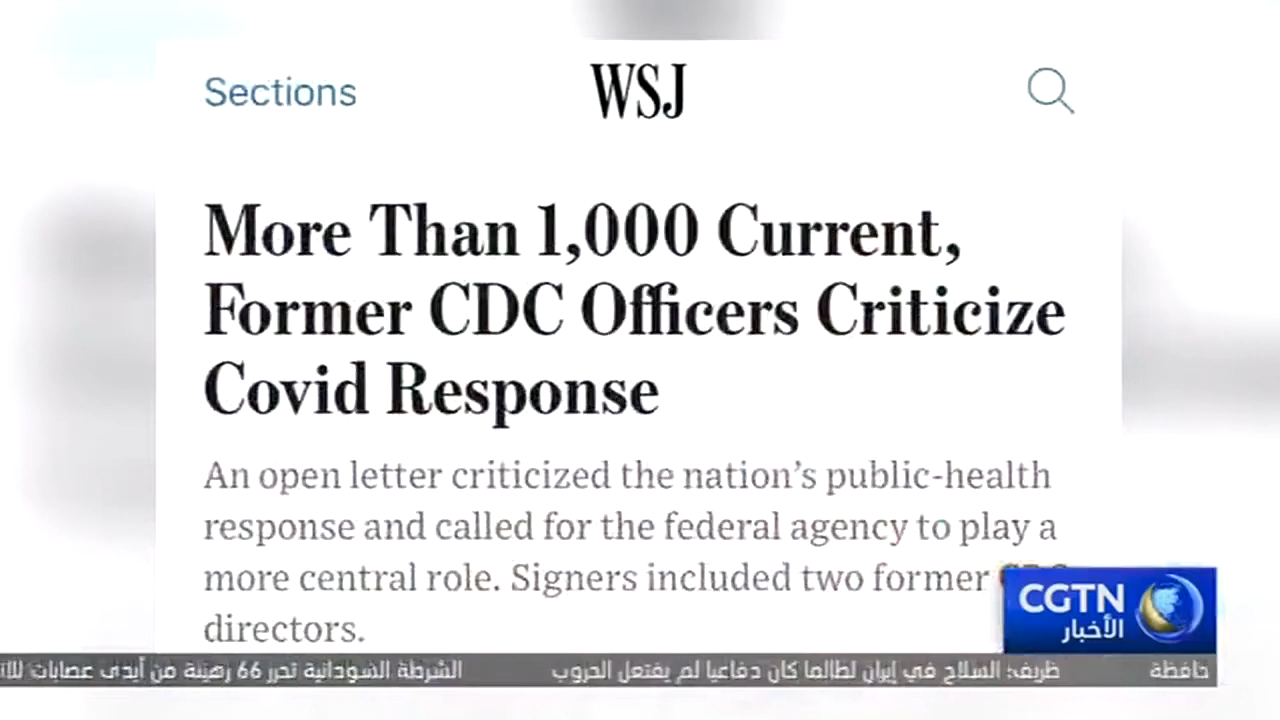 Sections
WSJ
More Than 1,000 Current,
Former CDC Officers Criticize
Covid Response
An open letter criticized the nation's public-health
response and called for the federal agency to play a
more central role. Signers included two former
directors.
CGTN
الأخبار
حافظة ظريف: السلاح في إيران لطالما كان دفاعيا لم يفتعل الحروب الشرطة السودانية تحرر 66 رهينة من أيدي عصابات